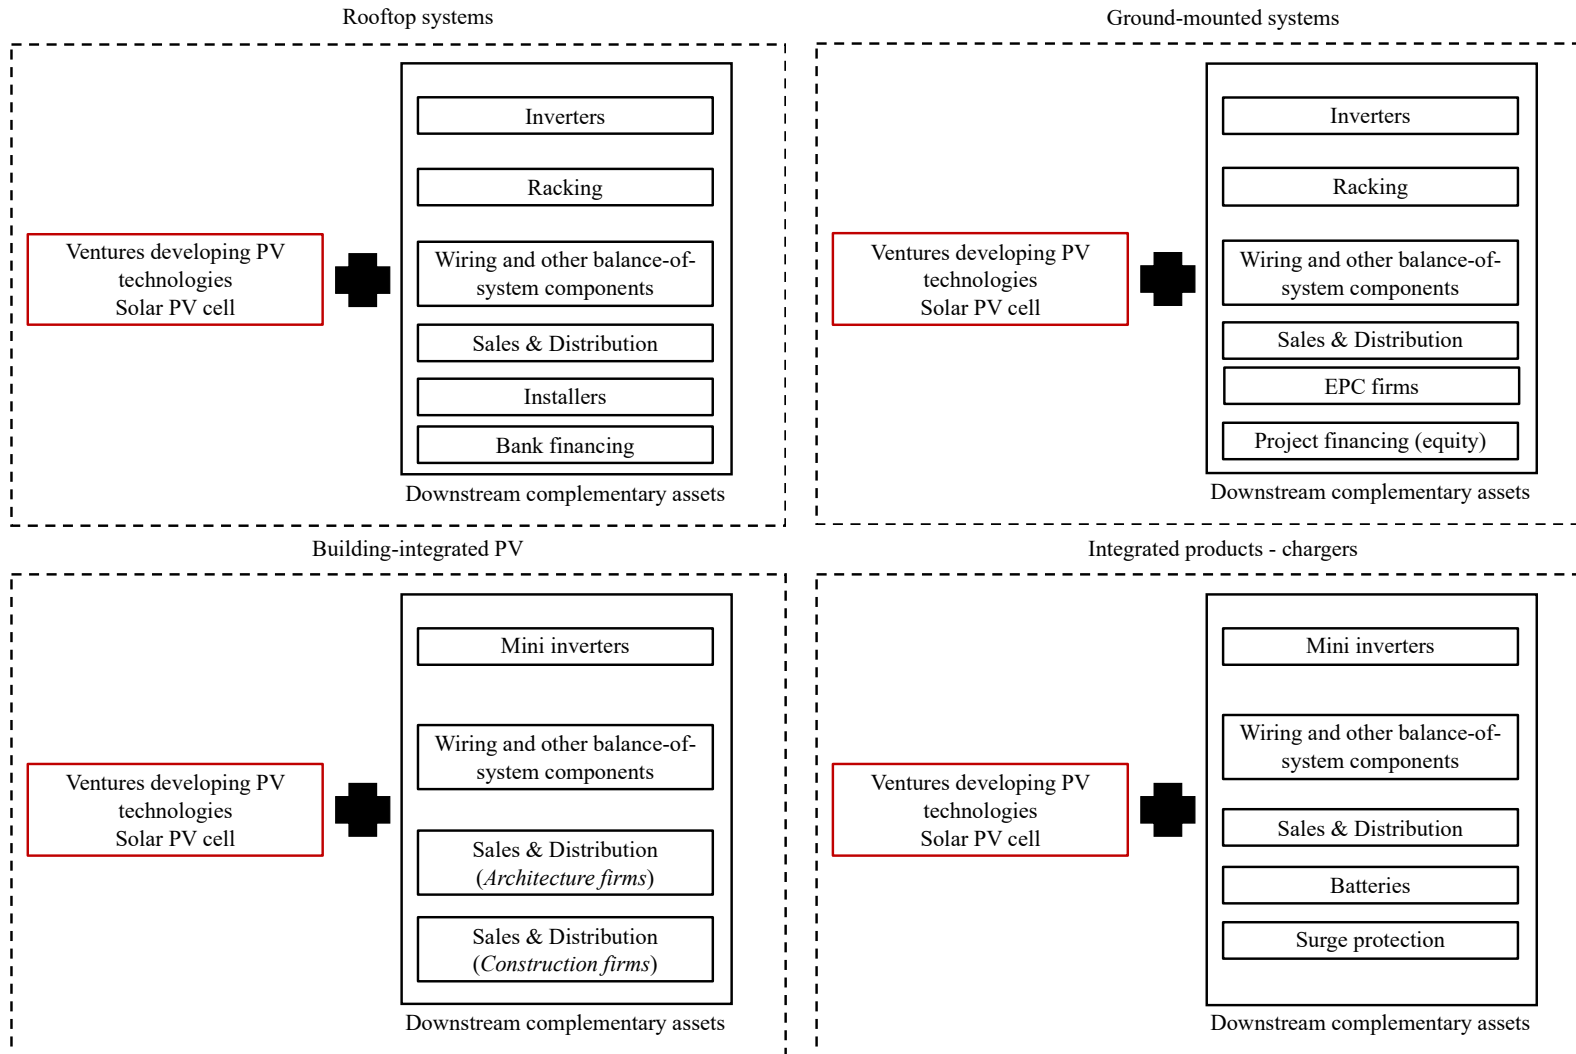 Rooftop systems
Inverters
Racking
Ventures developing PV
technologies
Solar PV cell
Wiring and other balance-of-
system components
Sales & Distribution
Installers
Bank financing
Downstream complementary assets
Ground-mounted systems
Inverters
Racking
Ventures developing PV
technologies
Solar PV cell
Wiring and other balance-of-
system components
Sales & Distribution
EPC firms
Project financing (equity)
Downstream complementary assets
Building-integrated PV
Mini inverters
Ventures developing PV
technologies
Solar PV cell
Wiring and other balance-of-
system components
Sales & Distribution
(Architecture firms)
Sales & Distribution
(Construction firms)
Downstream complementary assets
Integrated products - chargers
Mini inverters
Ventures developing PV
technologies
Solar PV cell
Wiring and other balance-of-
system components
Sales & Distribution
Batteries
Surge protection
Downstream complementary assets